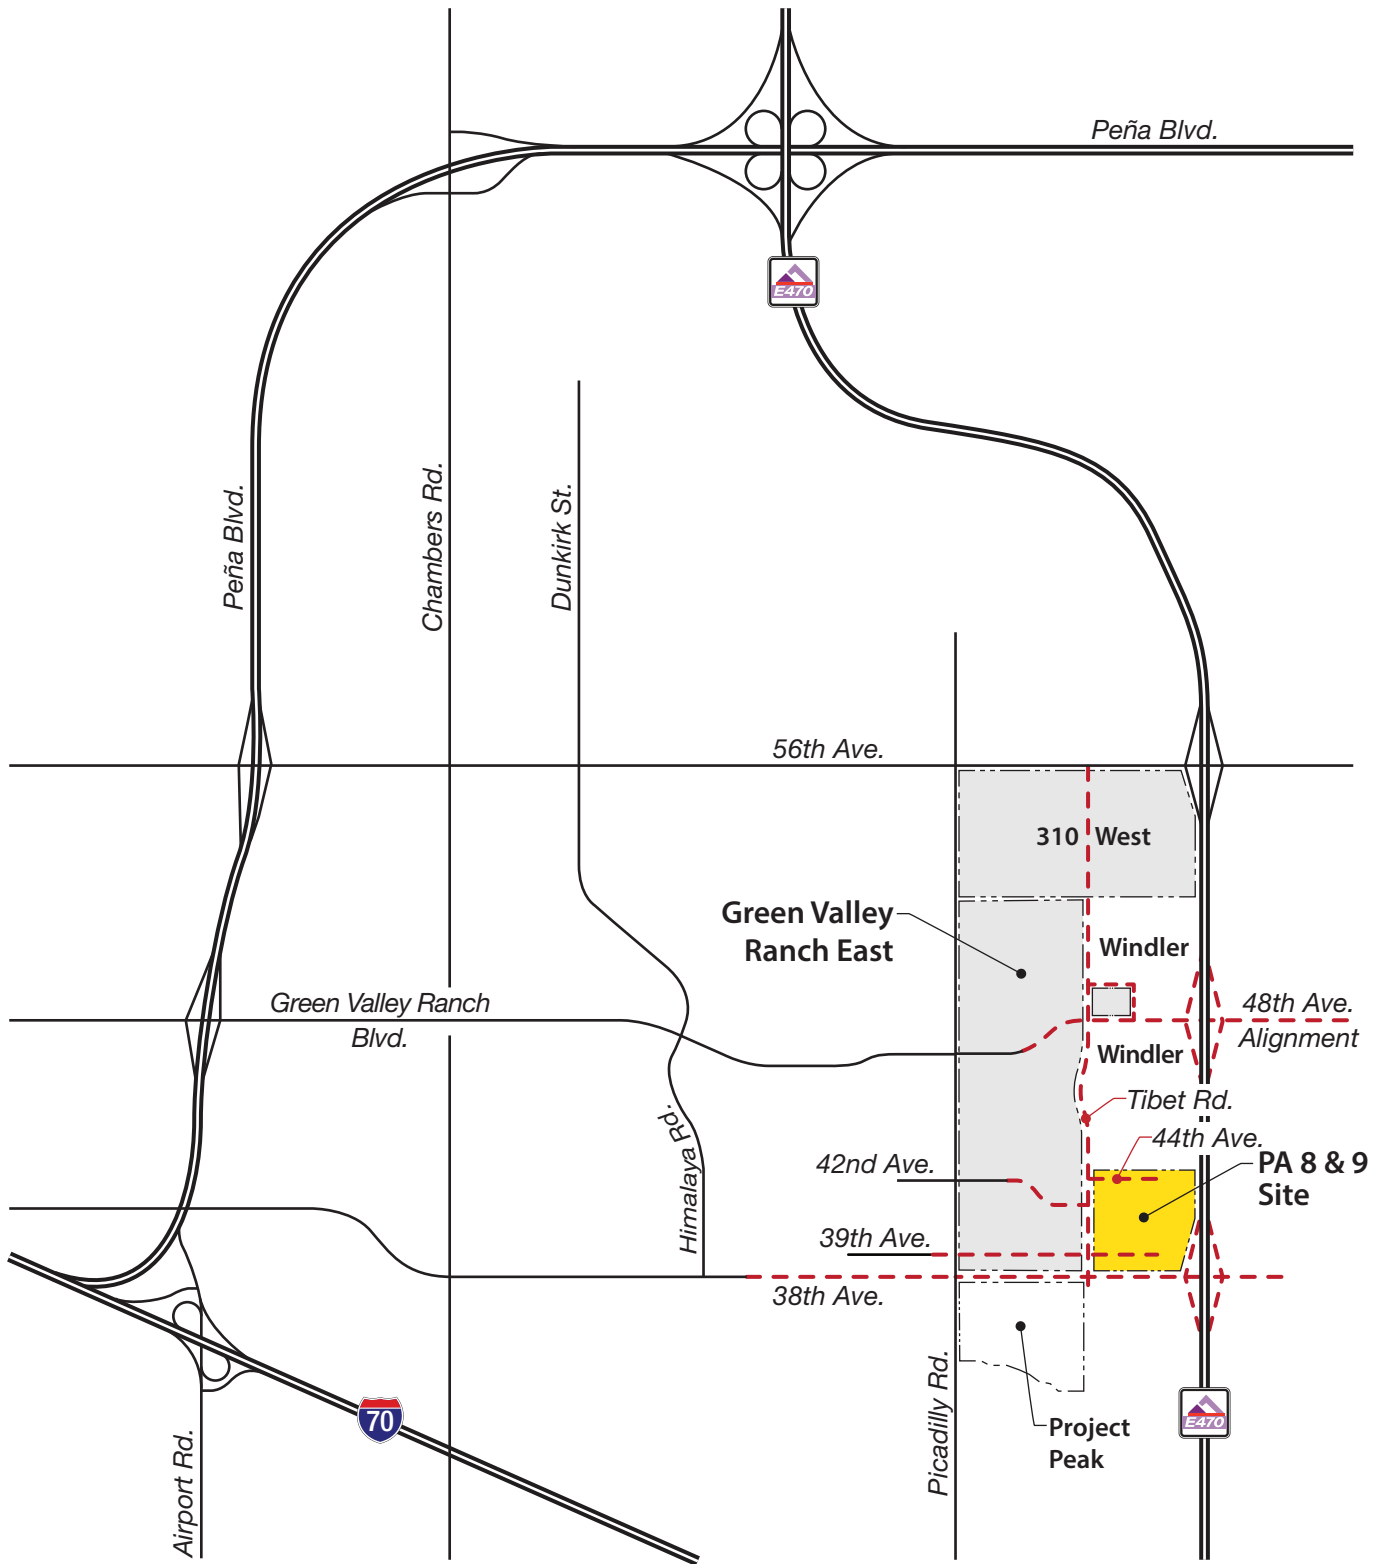 Peña Blvd.
E470
Peña Blvd.
Chambers Rd.
Dunkirk St.
56th Ave.
310 West
Green Valley
Ranch East
Windler
Green Valley Ranch
Blvd.
48th Ave.
Alignment
Windler
Tibet Rd.
44th Ave.
42nd Ave.
PA 8 & 9
Site
Himalaya Rd.
39th Ave.
38th Ave.
Picadilly Rd.
70
E470
Project
Peak
Airport Rd.